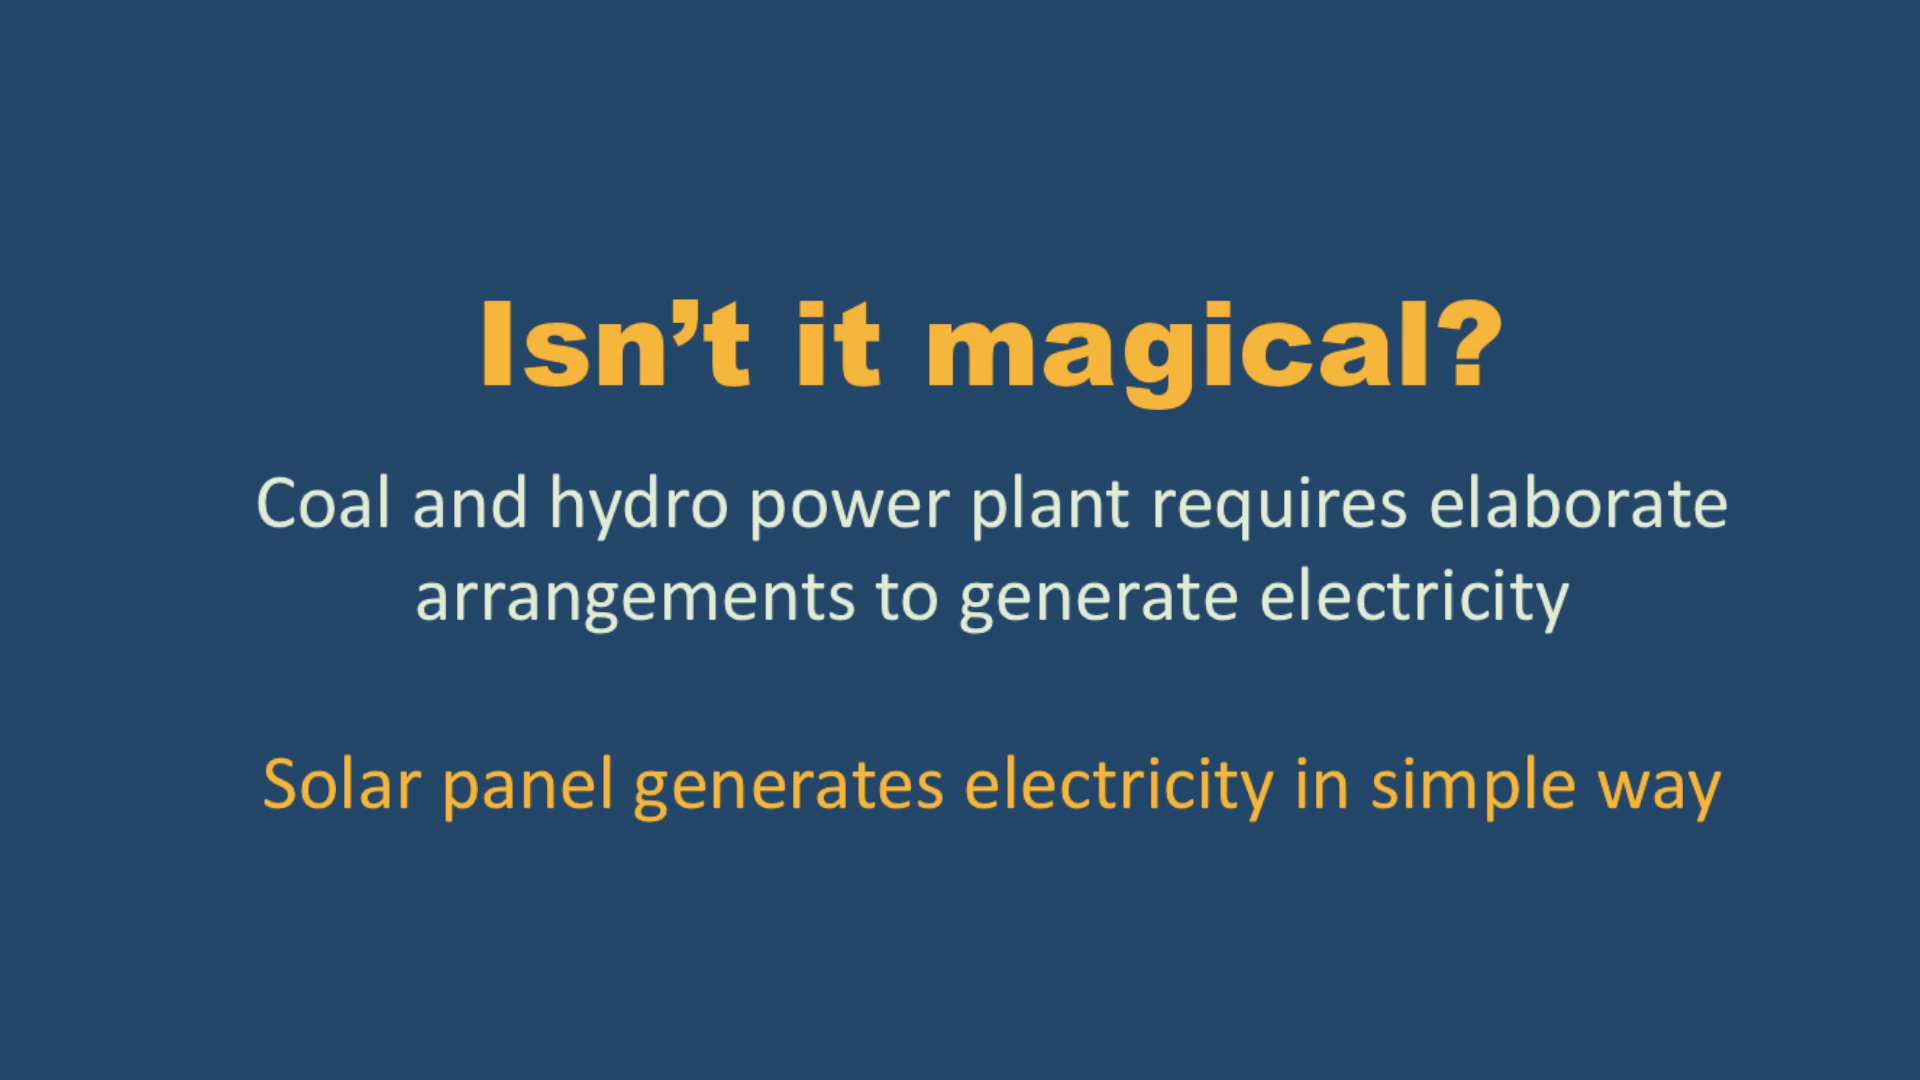 Isn’t it magical?
Coal and hydro power plant requires elaborate
arrangements to generate electricity
Solar panel generates electricity in simple way